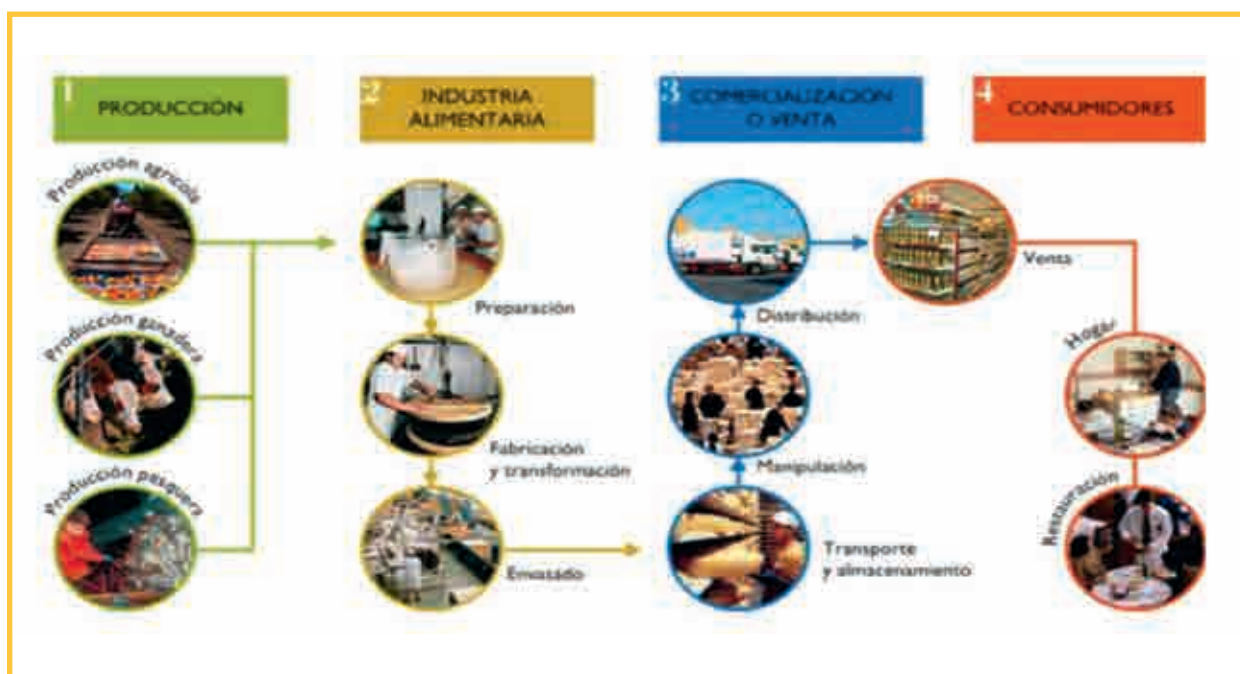 1
PRODUCCIÓN
2
INDUSTRIA
ALIMENTARIA
3
COMERCIALIZACIÓN
O VENTA
4
CONSUMIDORES
Producción agrícola
Producción ganadera
Producción pesquera
Preparación
Fabricación
y transformación
Envasado
Distribución
Manipulación
Transporte
y almacenamiento
Venta
Hogar
Restauración